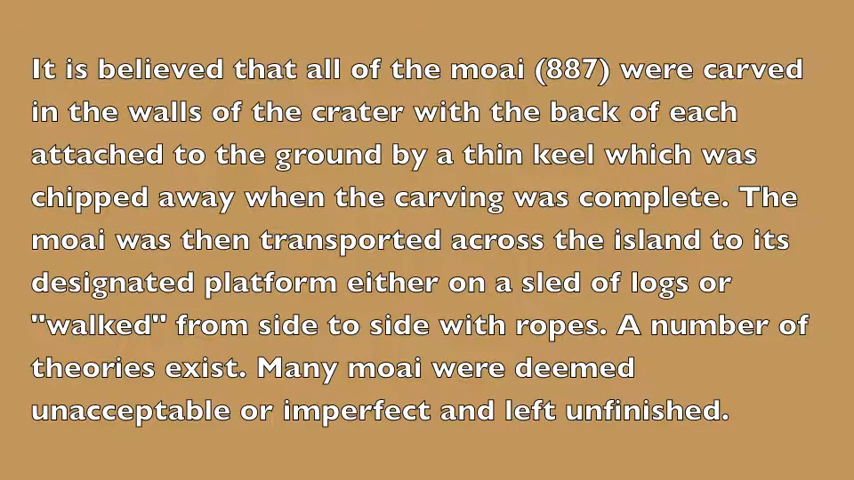 It is believed that all of the moai (887) were carved
in the walls of the crater with the back of each
attached to the ground by a thin keel which was
chipped away when the carving was complete. The
moai was then transported across the island to its
designated platform either on a sled of logs or
"walked" from side to side with ropes. A number of
theories exist. Many moai were deemed
unacceptable or imperfect and left unfinished.